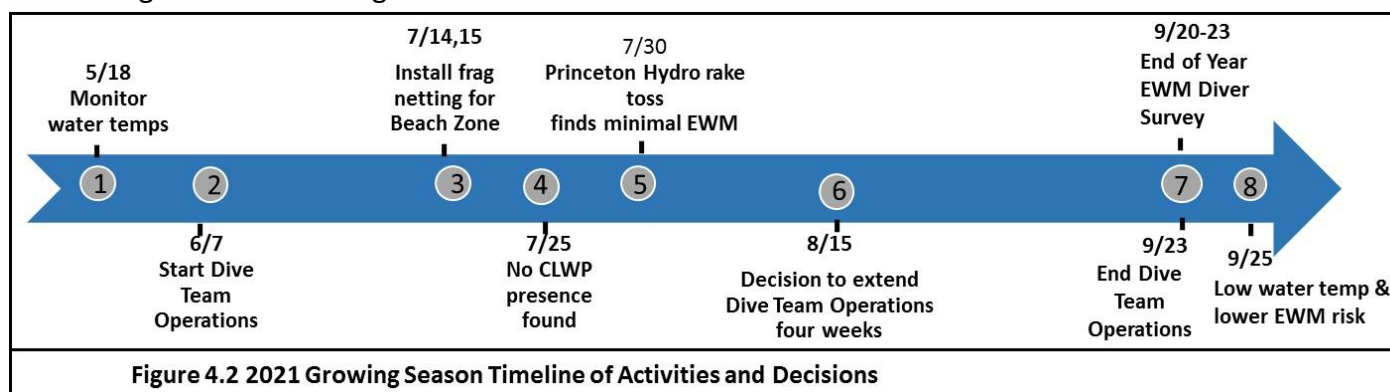 7/14,15
Install frag
netting for
Beach Zone
7/30
Princeton Hydro rake
toss
finds minimal EWM
9/20-23
End of Year
EWM Diver
Survey
5/18
Monitor
water temps
1
2
3
4
5
6
7
8
6/7
Start Dive
Team
Operations
7/25
No CLWP
presence
found
8/15
Decision to extend
Dive Team Operations
four weeks
9/23
End Dive
Team
Operations
9/25
Low water temp &
lower EWM risk
Figure 4.2 2021 Growing Season Timeline of Activities and Decisions